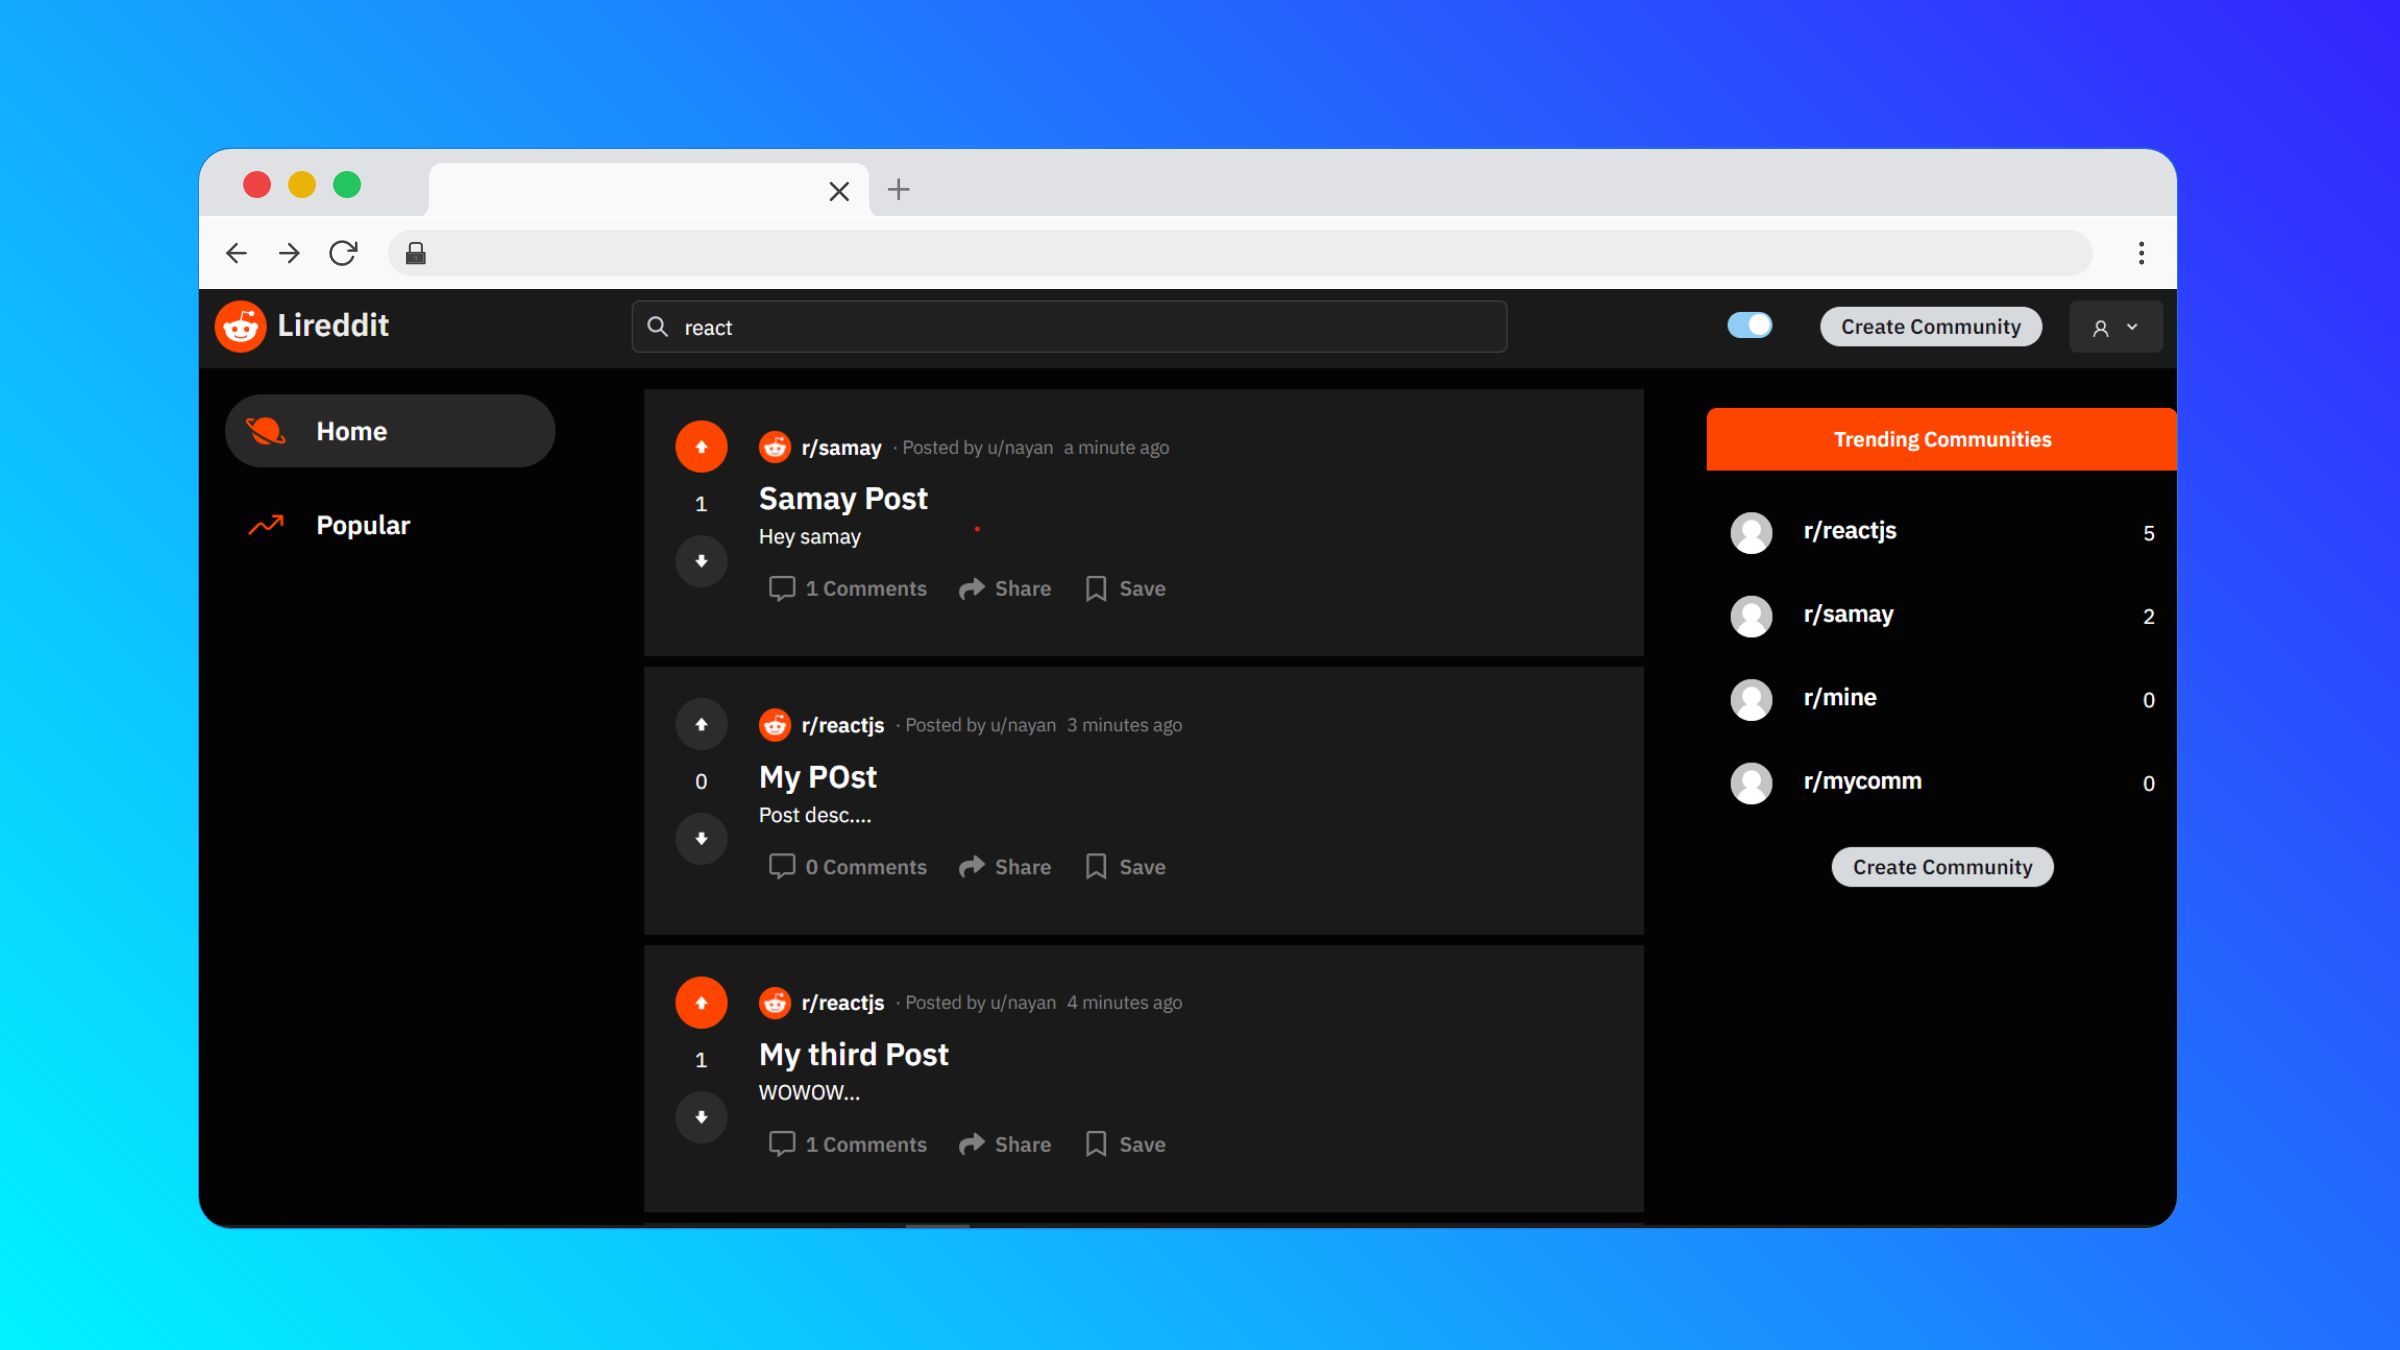 Lireddit
react
Create Community
Home
Popular
r/samay · Posted by u/nayan a minute ago
1
Samay Post
Hey samay
1 Comments Share Save
r/reactjs · Posted by u/nayan 3 minutes ago
0
My POst
Post desc....
0 Comments Share Save
r/reactjs · Posted by u/nayan 4 minutes ago
1
My third Post
WOWOW...
1 Comments Share Save
Trending Communities
r/reactjs 5
r/samay 2
r/mine 0
r/mycomm 0
Create Community